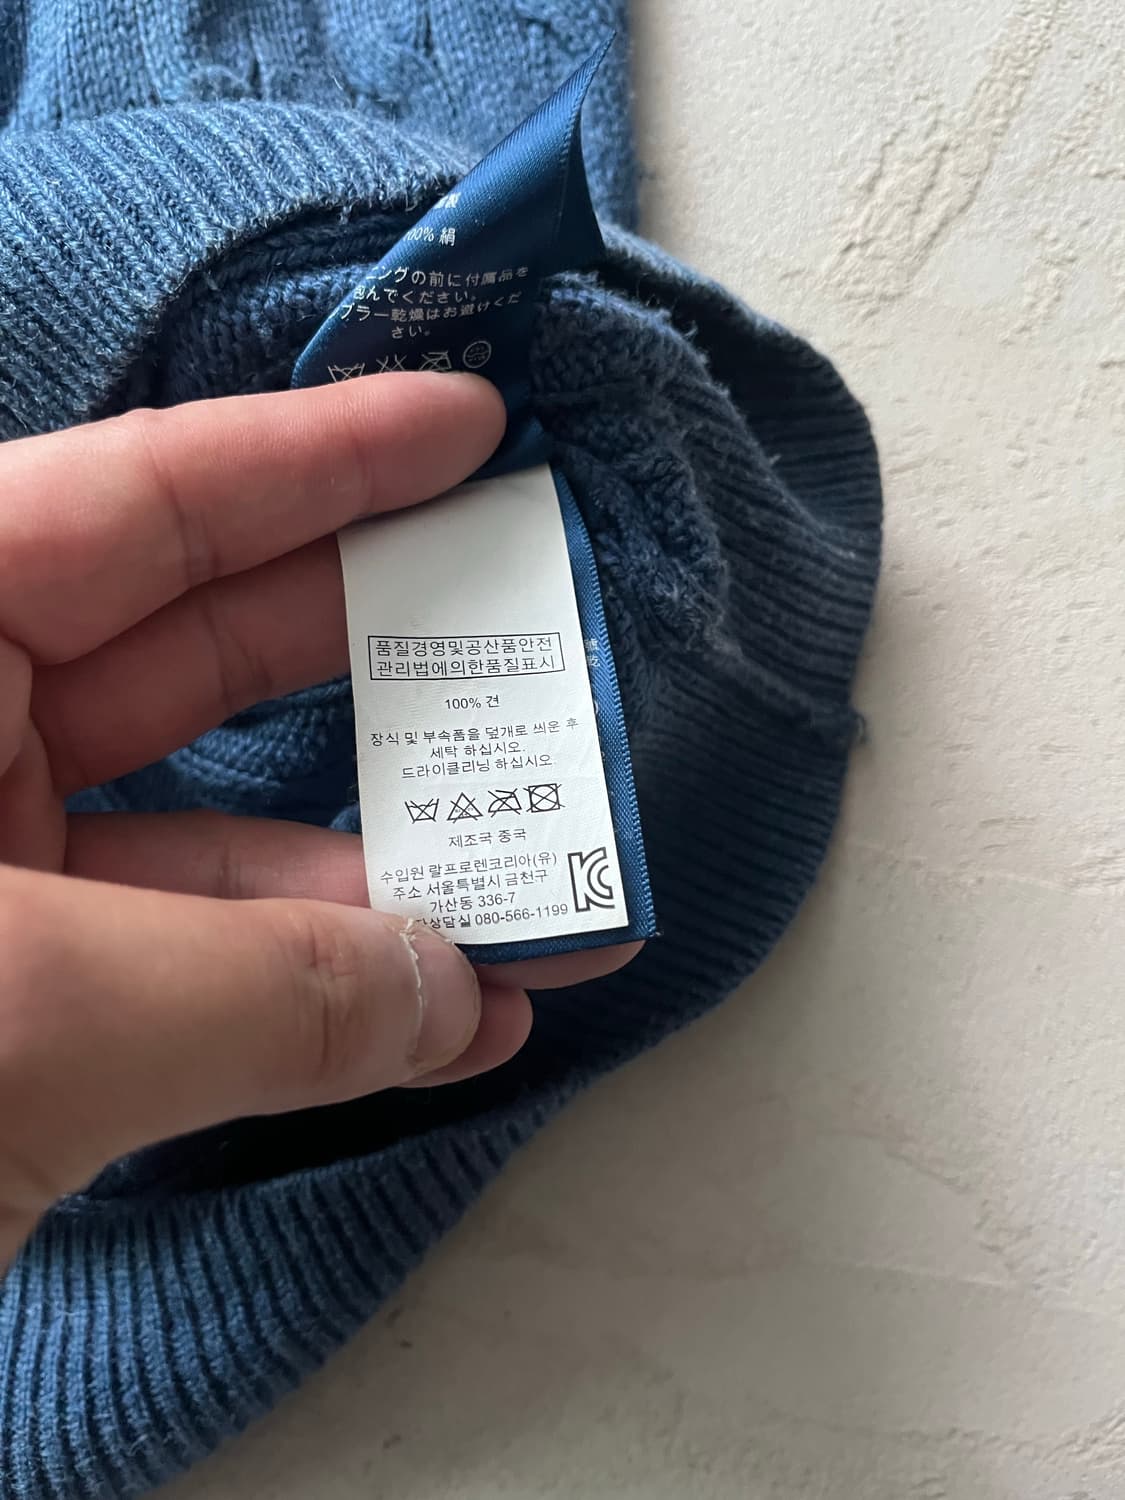 製
100% 絹
ングの前に付属品を
包んでください。
ブラー乾燥はお避けくだ
さい。
품질경영및공산품안전
관리법에의한품질표시
100% 견
장식 및 부속품을 덮개로 씌운 후
세탁 하십시오.
드라이클리닝 하십시오.
제조국 중국
수입원 랄프로렌코리아(유)
주소 서울특별시 금천구
가산동 336-7
상담실 080-566-1199